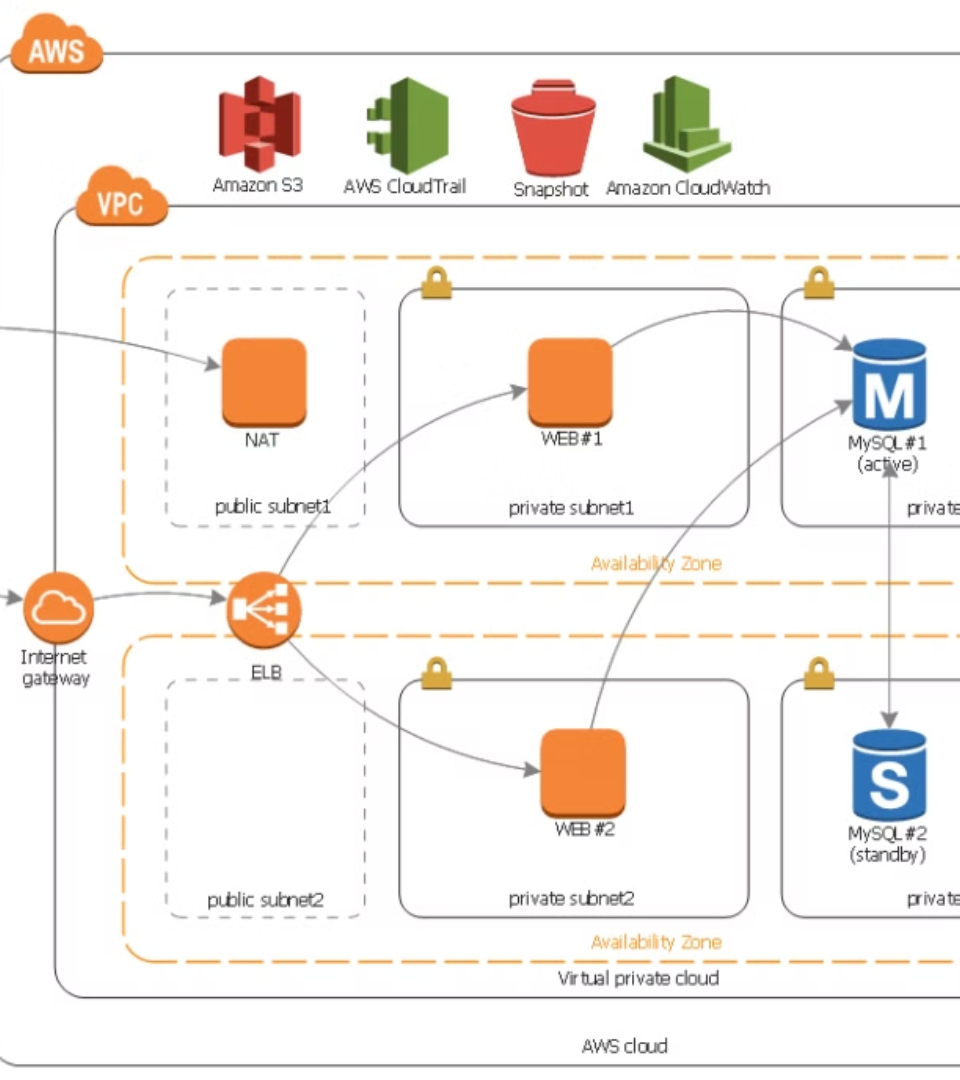 AWS
Amazon S3
AWS CloudTrail
Snapshot
Amazon CloudWatch
VPC
NAT
WEB#1
M
MySQL#1
(active)
public subnet1
private subnet1
private
Availability Zone
Internet
gateway
ELB
WEB #2
S
MySQL#2
(standby)
public subnet2
private subnet2
private
Availability Zone
Virtual private cloud
AWS cloud